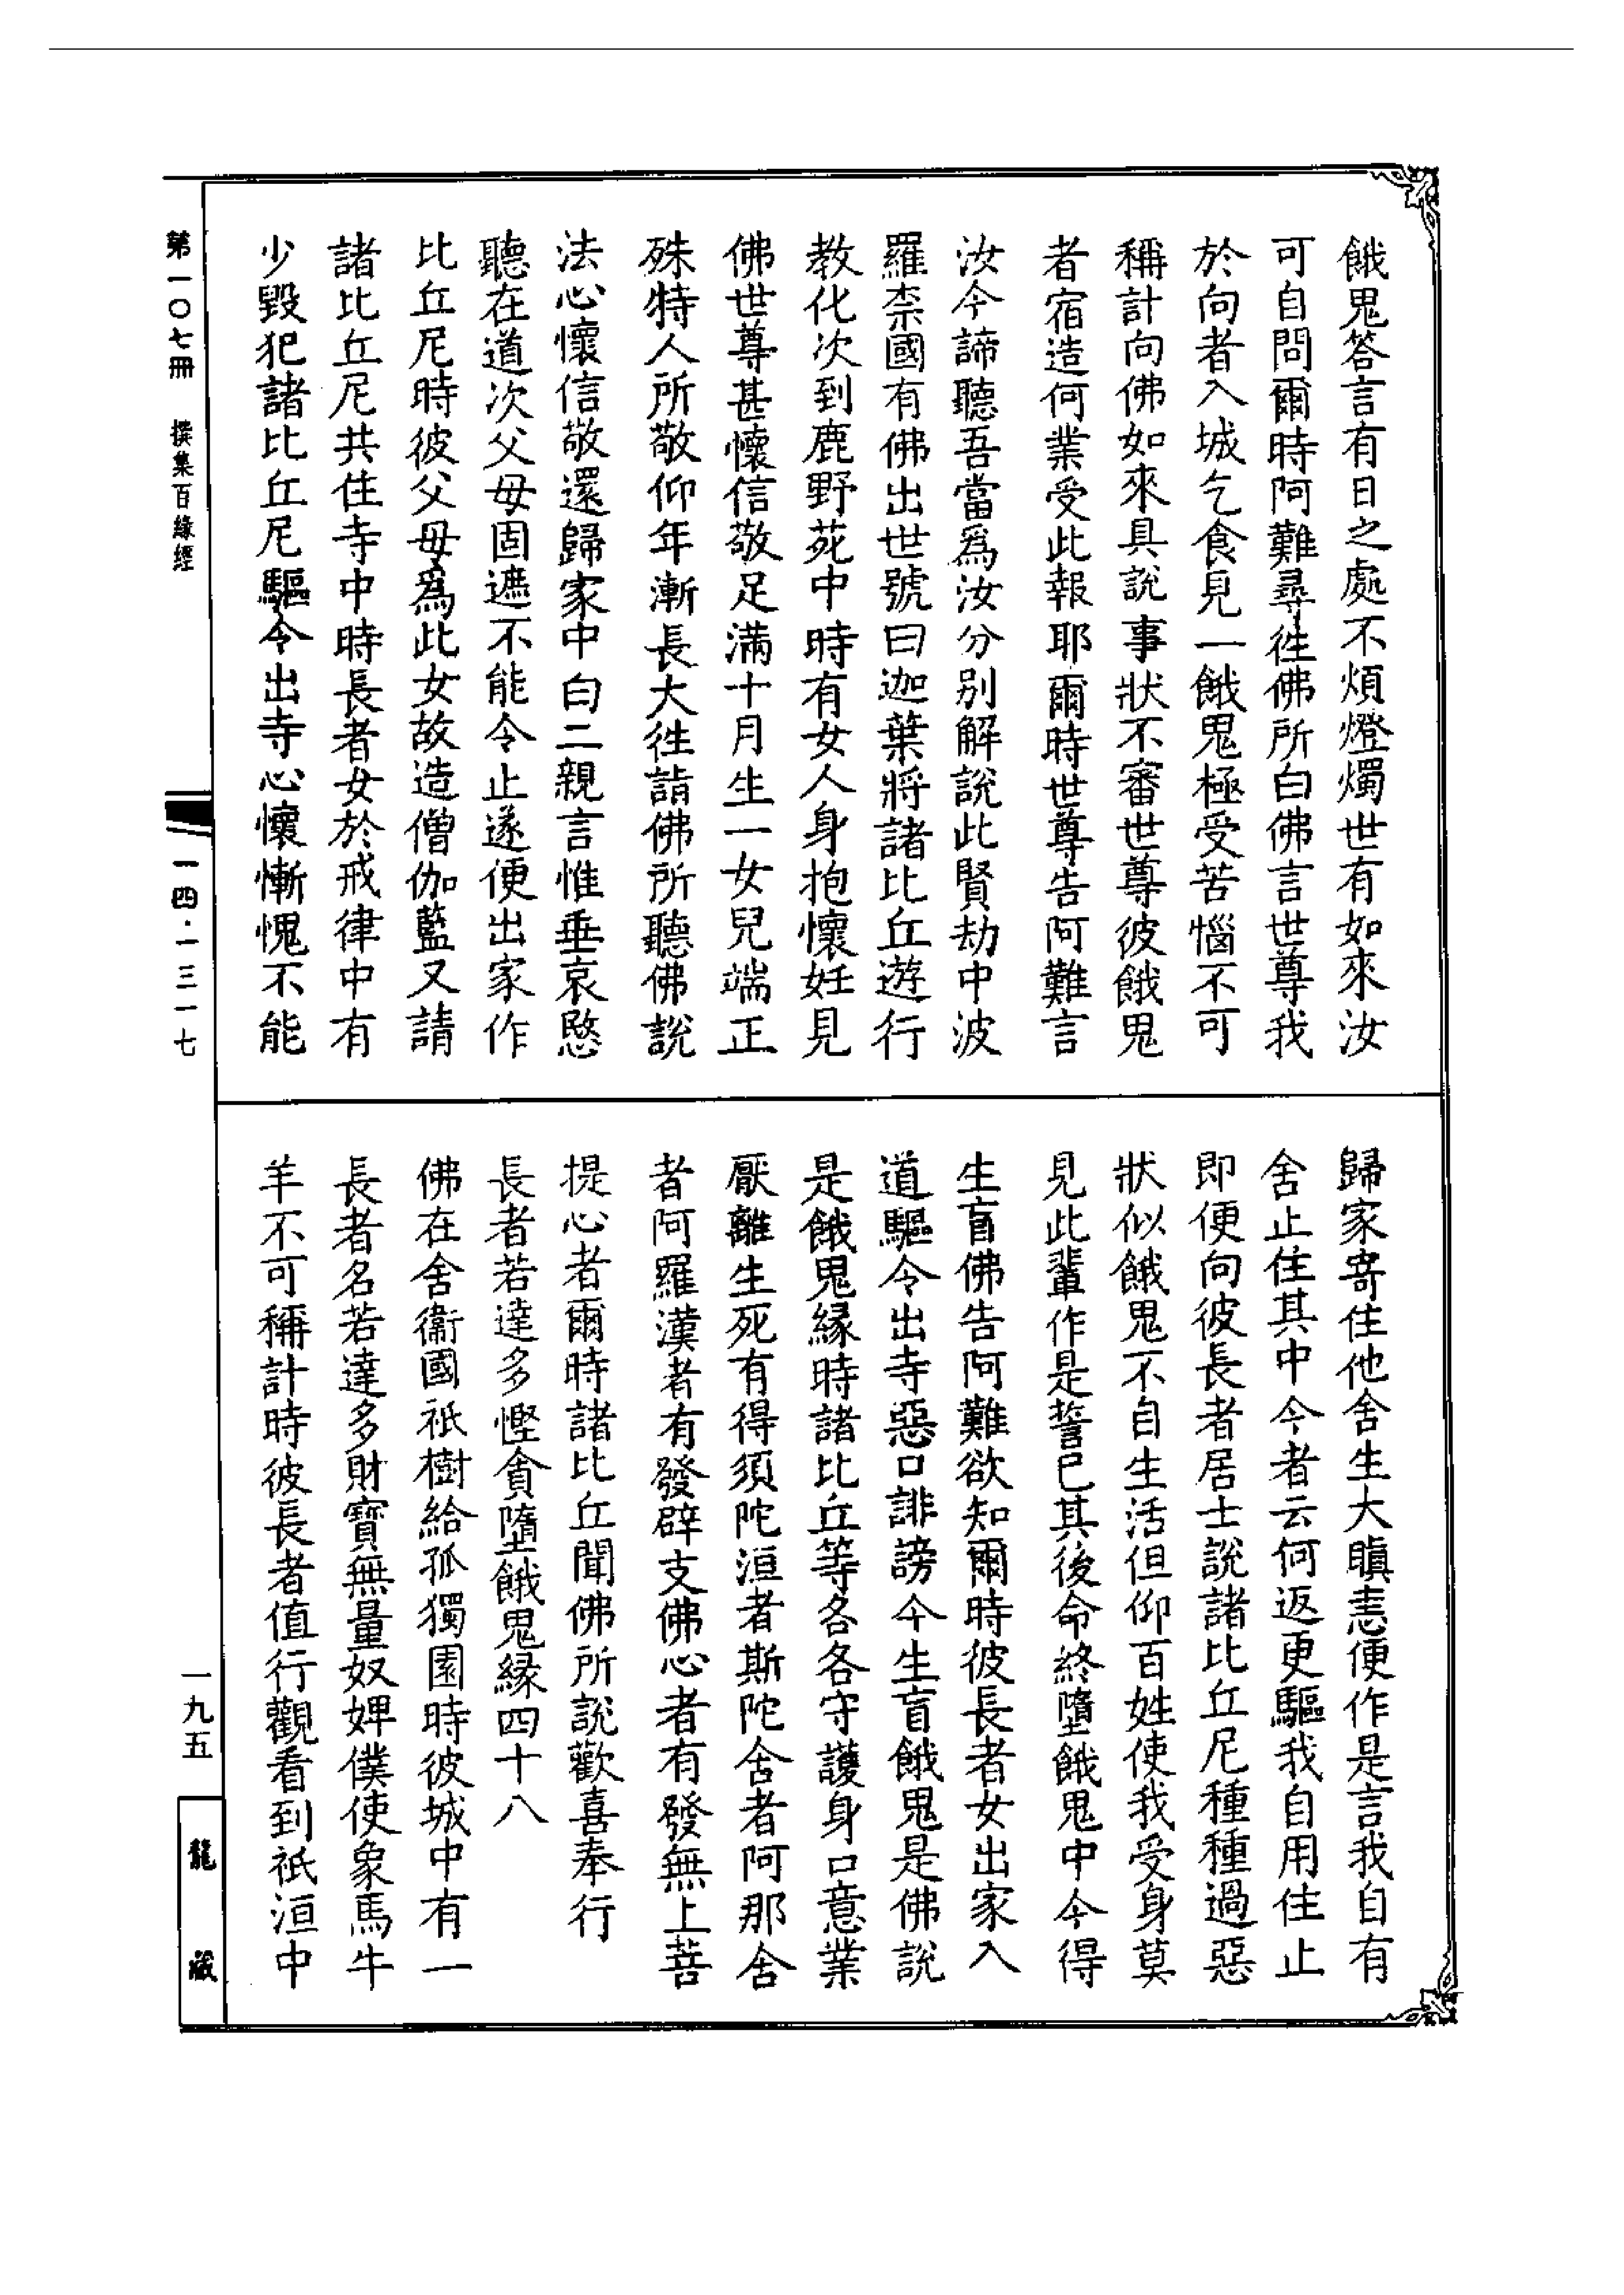 餓鬼答言有日之處不煩燈燭世有如來汝
可自問爾時阿難尋徃佛所白佛言世尊我
於向者入城乞食見一餓鬼極受苦惱不可
稱計向佛如來具說事狀不審世尊彼餓鬼
者宿造何業受此報耶爾時世尊告阿難言
汝今諦聽吾當爲汝分別解說此賢劫中波
羅柰國有佛出世號曰迦葉將諸比丘遊行
教化次到鹿野苑中時有女人身抱懷妊見
佛世尊甚懷信敬足滿十月生一女兒端正
殊特人所敬仰年漸長大徃請佛所聽佛說
法心懷信敬還歸家中白二親言惟垂哀愍
聽在道次父母固遮不能令止遂便出家作
比丘尼時彼父母爲此女故造僧伽藍又請
諸比丘尼共住寺中時長者女於戒律中有
少毀犯諸比丘尼驅令出寺心懷慚愧不能
歸家寄住他舍生大瞋恚便作是言我自有
舍止住其中今者云何返更驅我自用住止
即便向彼長者居士說諸比丘尼種種過惡
狀似餓鬼不自生活但仰百姓使我受身莫
見此輩作是誓已其後命終墮餓鬼中今得
生盲佛告阿難欲知爾時彼長者女出家入
道驅令出寺惡口誹謗今生盲餓鬼是佛說
是餓鬼緣時諸比丘等各各守護身口意業
厭離生死有得須陀洹者斯陀含者阿那含
者阿羅漢者有發辟支佛心者有發無上菩
提心者爾時諸比丘聞佛所說歡喜奉行
長者若達多慳貪墮餓鬼緣四十八
佛在舍衞國祇樹給孤獨園時彼城中有一
長者名若達多財寶無量奴婢僕使象馬牛
羊不可稱計時彼長者值行觀看到祇洹中
第一〇七冊 撰集百緣經
一四·一三一七
一九五
龍藏